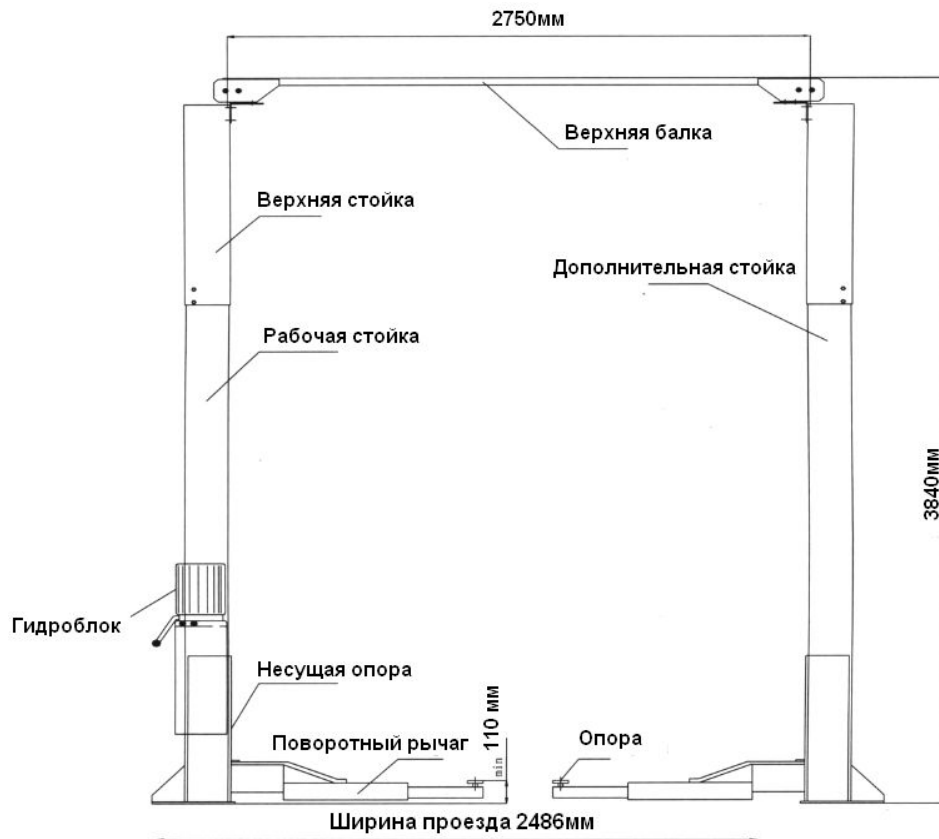 2750мм
Верхняя балка
Верхняя стойка
Дополнительная стойка
Рабочая стойка
3840мм
Гидроблок
Несущая опора
min 110 мм
Поворотный рычаг
Опора
Ширина проезда 2486мм